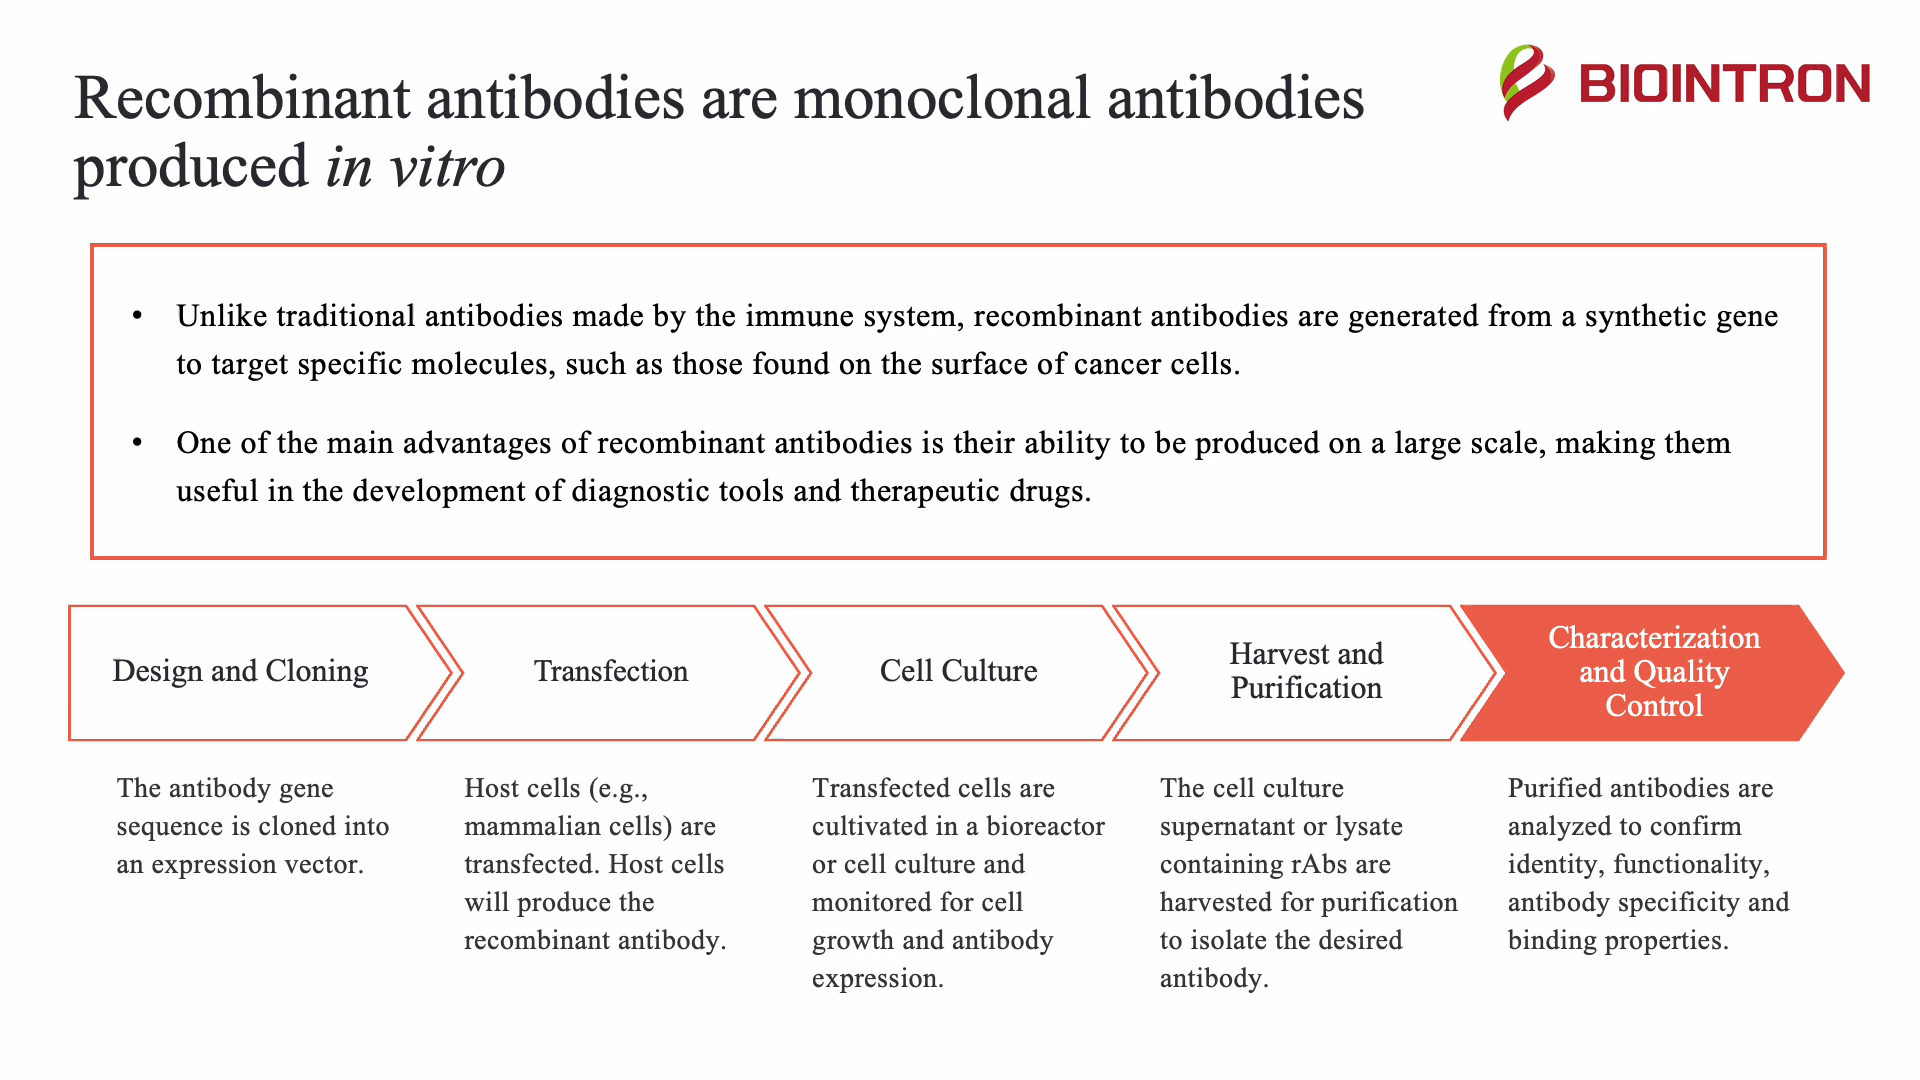 Recombinant antibodies are monoclonal antibodies
produced in vitro
BIOINTRON
• Unlike traditional antibodies made by the immune system, recombinant antibodies are generated from a synthetic gene
to target specific molecules, such as those found on the surface of cancer cells.
• One of the main advantages of recombinant antibodies is their ability to be produced on a large scale, making them
useful in the development of diagnostic tools and therapeutic drugs.
Design and Cloning
The antibody gene
sequence is cloned into
an expression vector.
Transfection
Host cells (e.g.,
mammalian cells) are
transfected. Host cells
will produce the
recombinant antibody.
Cell Culture
Transfected cells are
cultivated in a bioreactor
or cell culture and
monitored for cell
growth and antibody
expression.
Harvest and
Purification
The cell culture
supernatant or lysate
containing rAbs are
harvested for purification
to isolate the desired
antibody.
Characterization
and Quality
Control
Purified antibodies are
analyzed to confirm
identity, functionality,
antibody specificity and
binding properties.